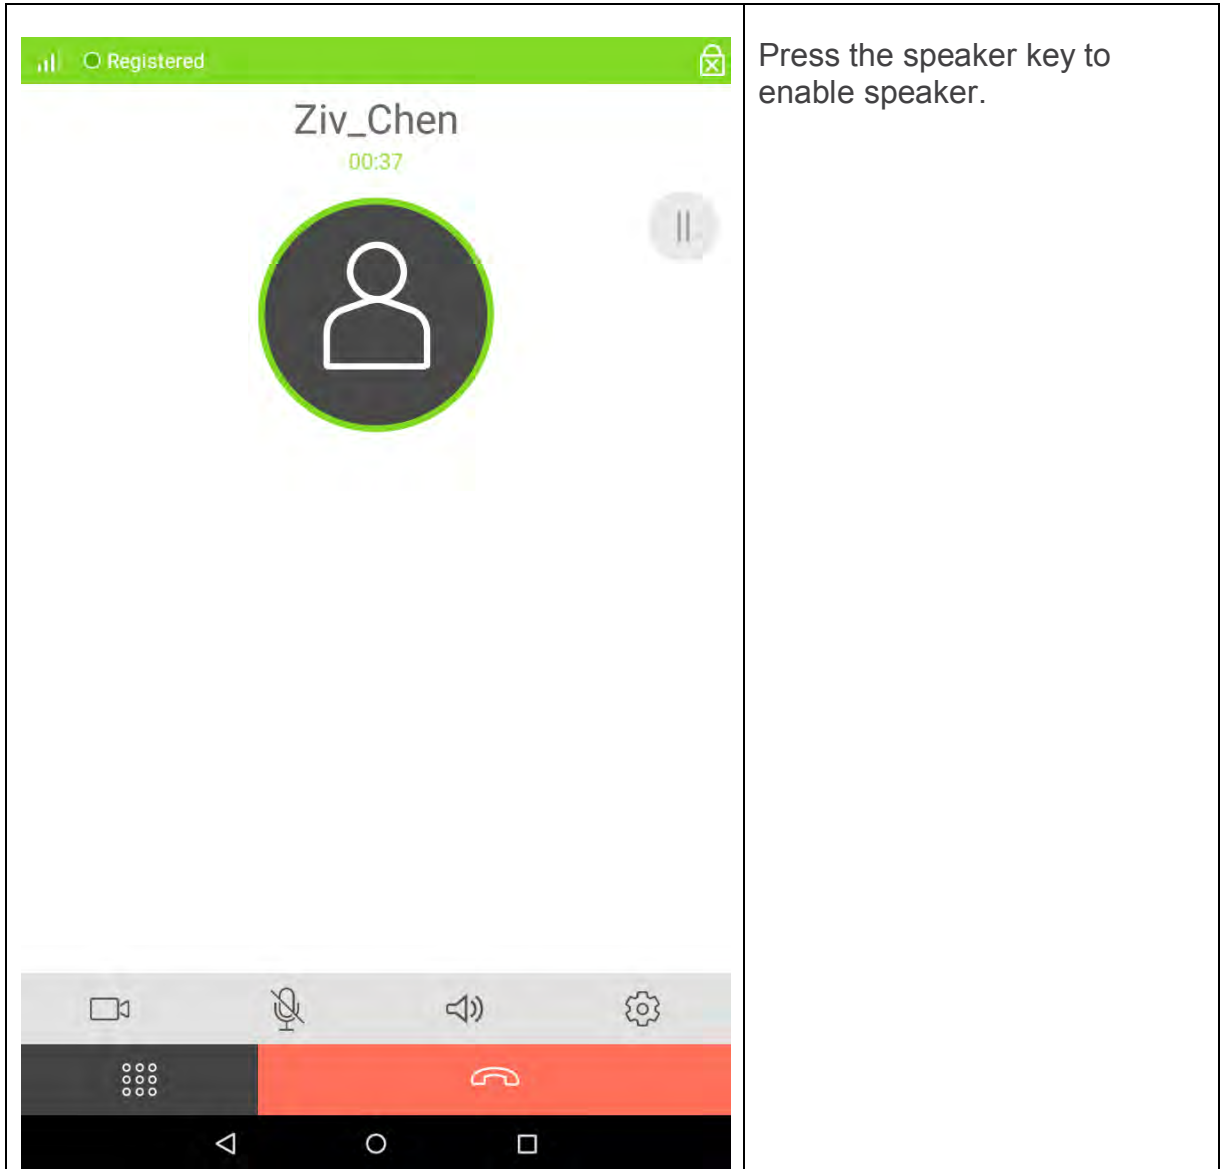 Registered
Ziv_Chen
00:37
Press the speaker key to
enable speaker.